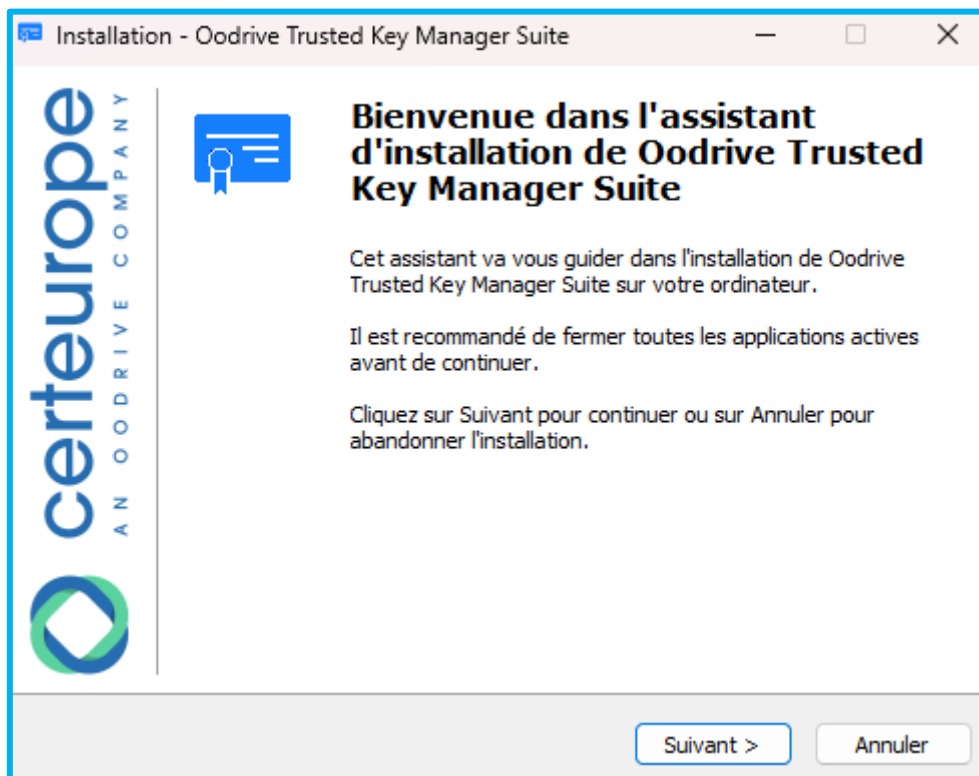 Installation - Oodrive Trusted Key Manager Suite
certeurope
AN OODRIVE COMPANY
Bienvenue dans l'assistant
d'installation de Oodrive Trusted
Key Manager Suite
Cet assistant va vous guider dans l'installation de Oodrive
Trusted Key Manager Suite sur votre ordinateur.
Il est recommandé de fermer toutes les applications actives
avant de continuer.
Cliquez sur Suivant pour continuer ou sur Annuler pour
abandonner l'installation.
Suivant >
Annuler